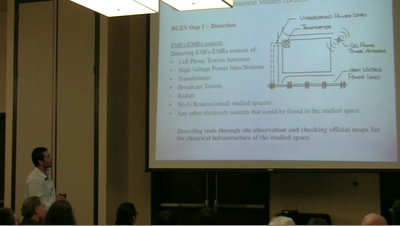 nmental Studies
BGES Step 1 – Detection
EMFs/EMRs sources
Detecting EMFs/EMRs sources of:
• Cell Phone Towers Antennas
• High Voltage Power lines Stations
• Transformers
• Broadcast Towers
• Radars
• Wi-Fi Routers (small studied spaces)
• Any other electricity sources that could be found in the studied space.
Detecting tools through site observation and checking official maps for
the electrical infrastructure of the studied space.
UNDERGROUND POWER LINES
TRANSFORMER
CELL PHONE
TOWER ANTENNA
HIGH VOLTAGE
POWER LINES